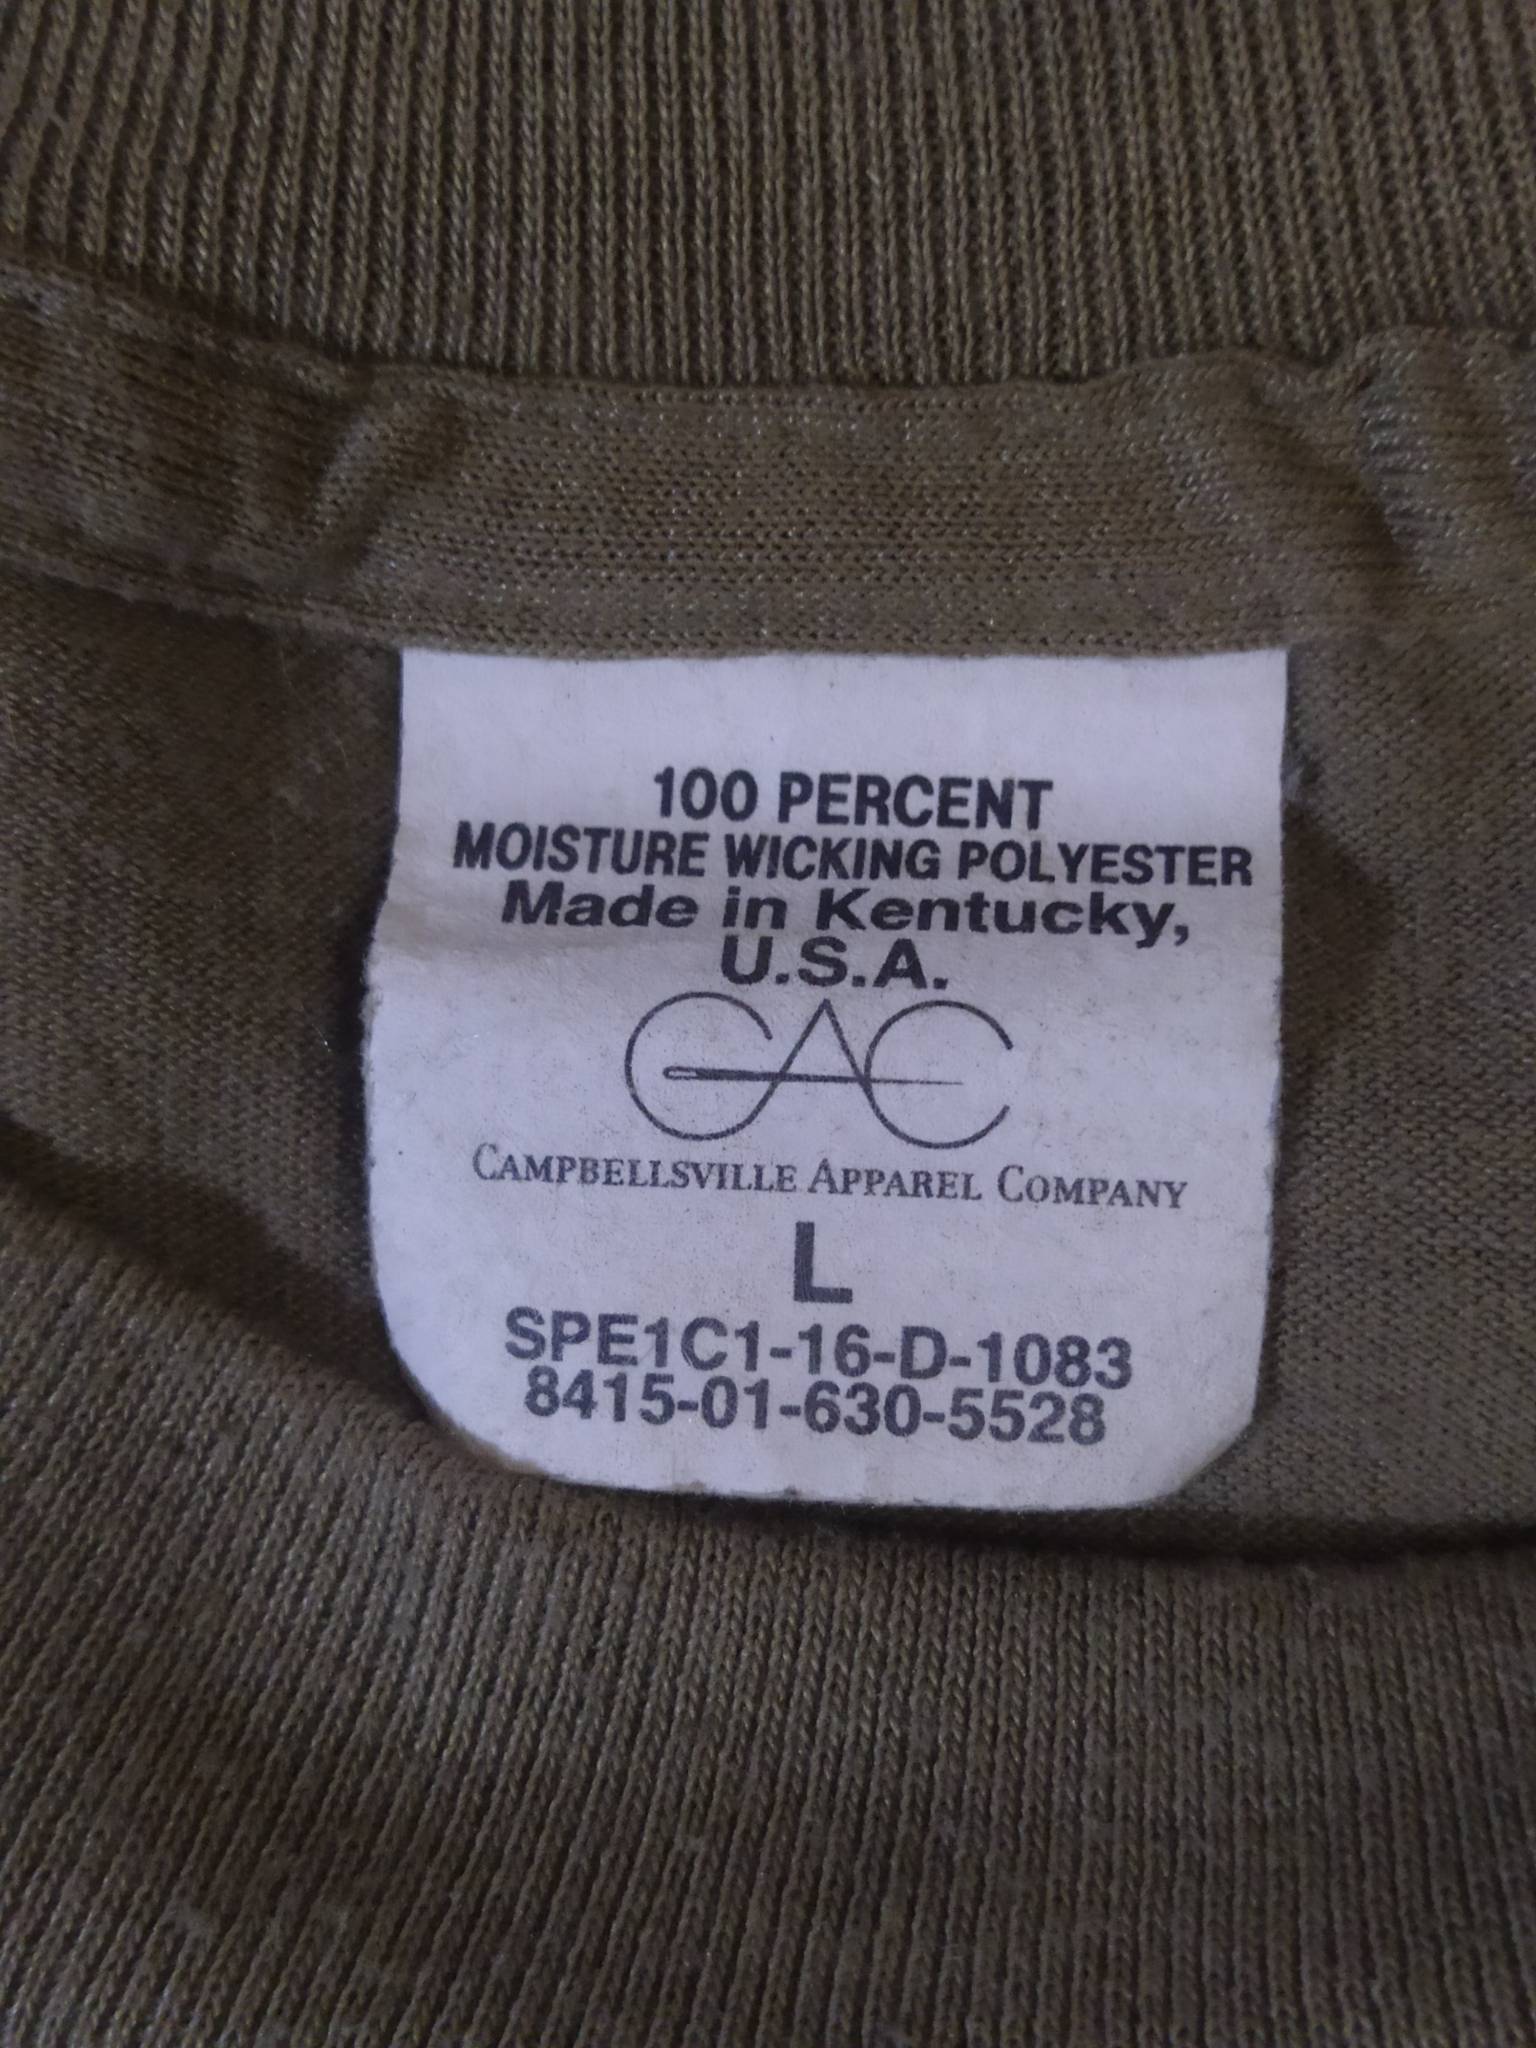 100 PERCENT
MOISTURE WICKING POLYESTER
Made in Kentucky,
U.S.A.
CAC
CAMPBELLSVILLE APPAREL COMPANY
L
SPE1C1-16-D-1083
8415-01-630-5528